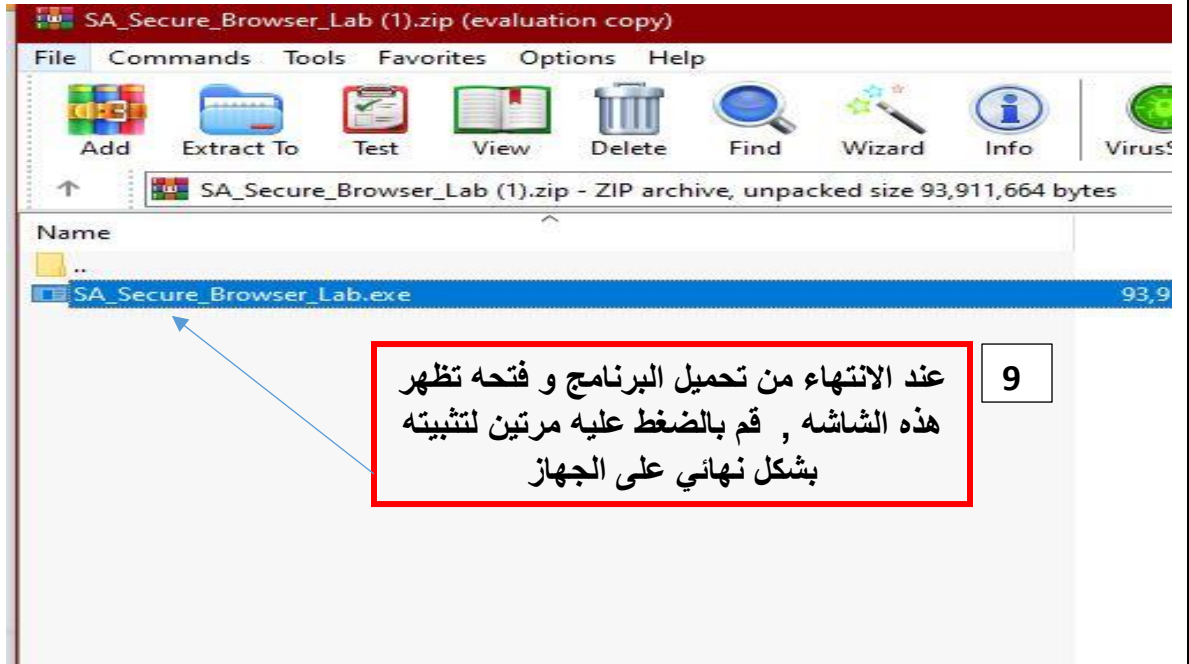 SA_Secure_Browser_Lab (1).zip (evaluation copy)
File Commands Tools Favorites Options Help
Add Extract To Test View Delete Find Wizard Info
SA_Secure_Browser_Lab (1).zip - ZIP archive, unpacked size 93,911,664 bytes
Name
..
SA_Secure_Browser_Lab.exe 93,9
9
عند الانتهاء من تحميل البرنامج و فتحه تظهر
هذه الشاشه , قم بالضغط عليه مرتين لتثبيته
بشكل نهائي على الجهاز